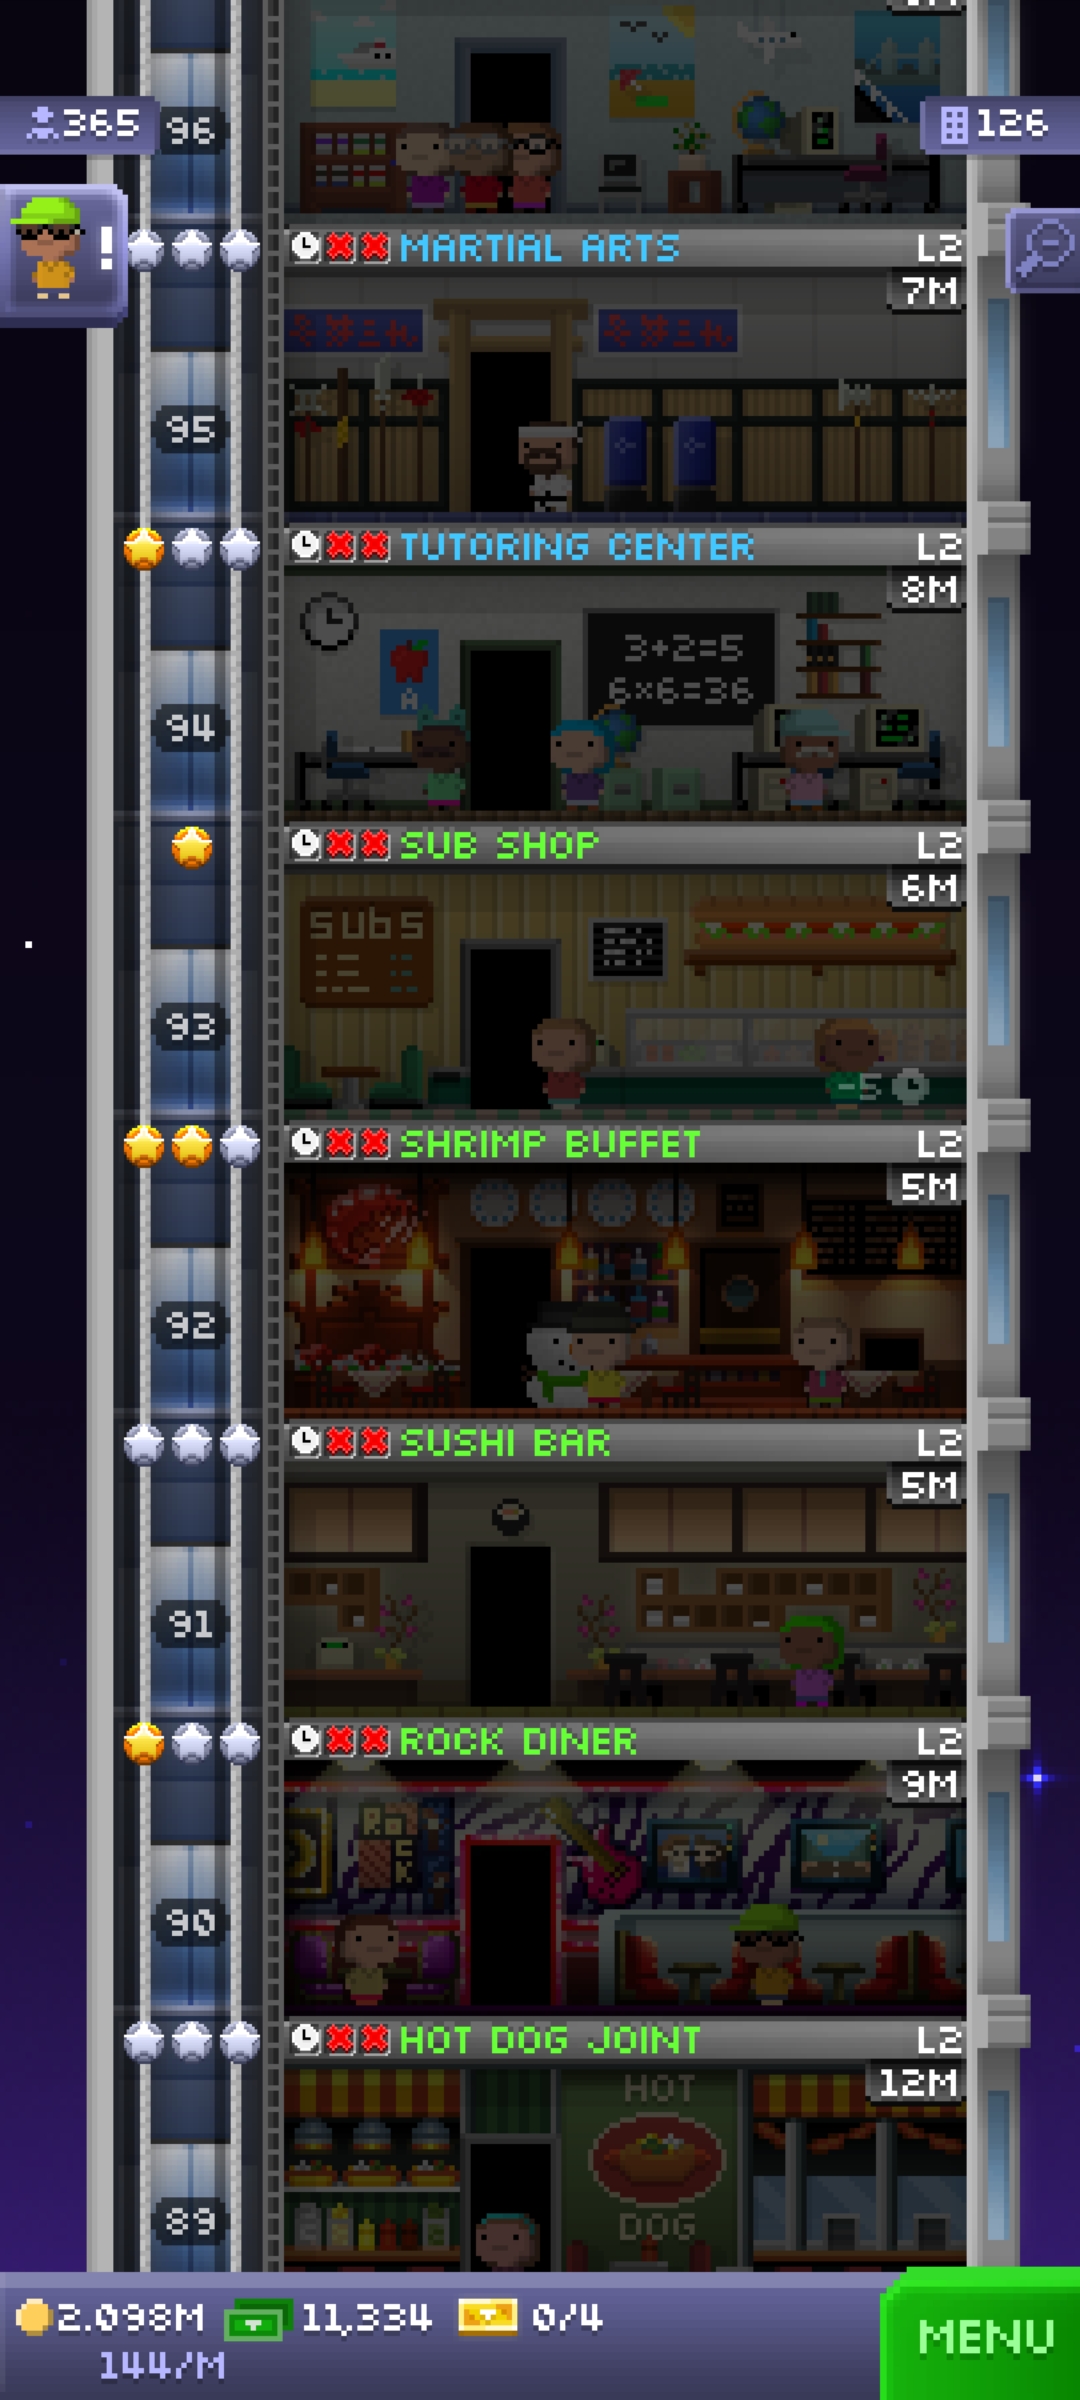 365
96
126
!
MARTIAL ARTS
L2
7M
95
TUTORING CENTER
L2
8M
3+2=5
6x6=36
A
94
SUB SHOP
L2
6M
SUBS
93
-5
SHRIMP BUFFET
L2
5M
92
SUSHI BAR
L2
5M
91
ROCK DINER
L2
9M
ROCK
90
HOT DOG JOINT
L2
12M
HOT
DOG
89
2.098M
11,334
0/4
144/M
MENU